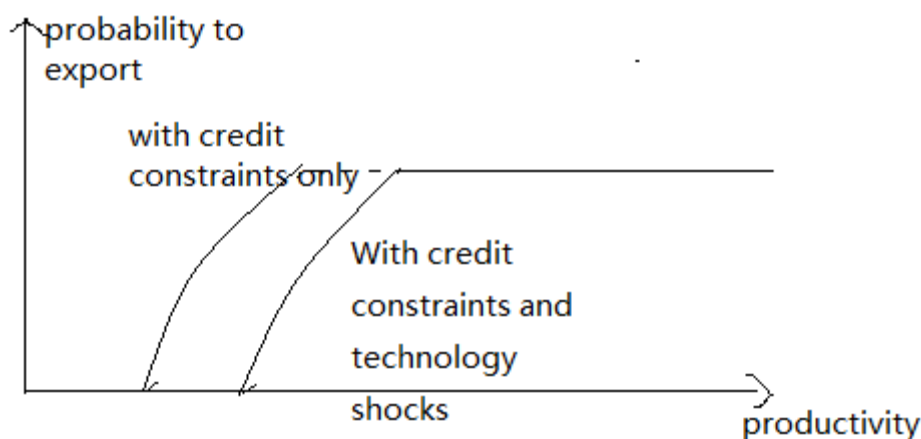 probability to
export
with credit
constraints only
With credit
constraints and
technology
shocks
productivity